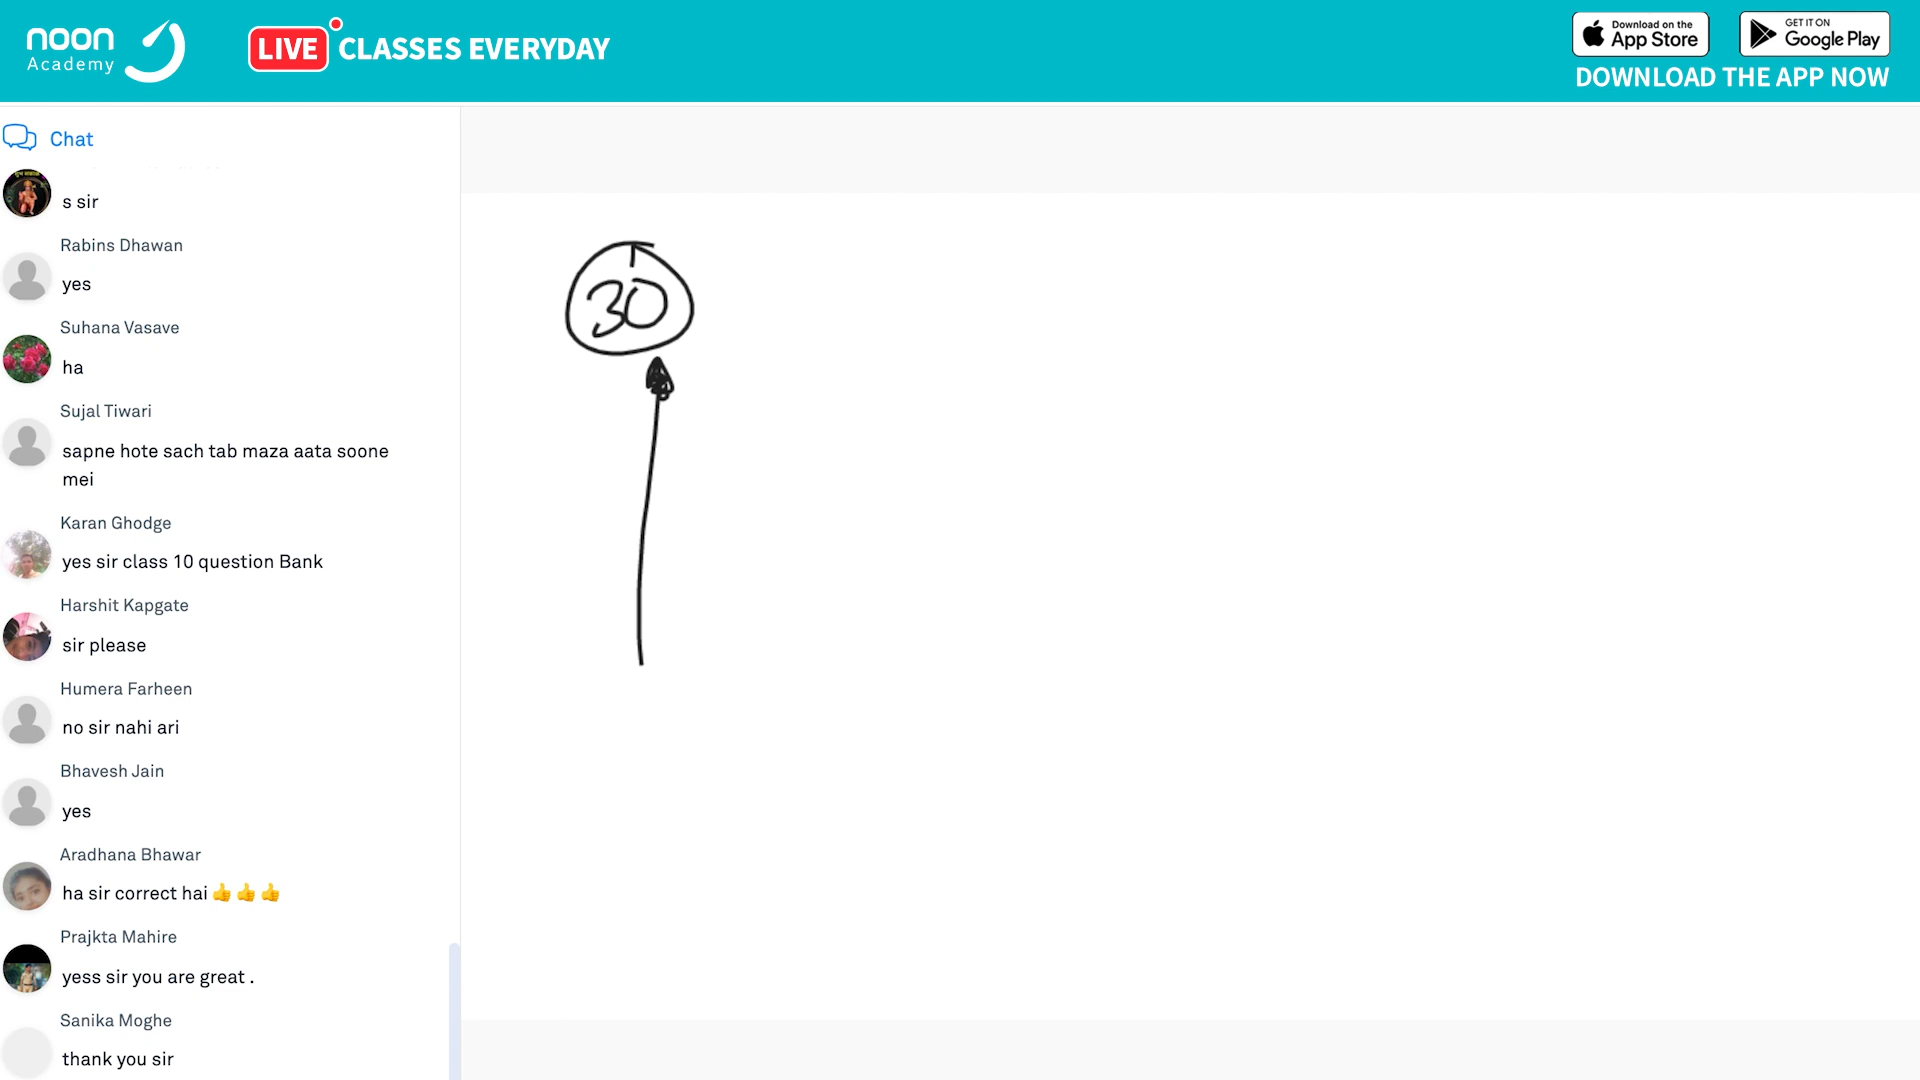 noon
Academy
LIVE CLASSES EVERYDAY
Download on the
App Store
GET IT ON
Google Play
DOWNLOAD THE APP NOW
Chat
s sir
Rabins Dhawan
yes
Suhana Vasave
ha
Sujal Tiwari
sapne hote sach tab maza aata soone
mei
Karan Ghodge
yes sir class 10 question Bank
Harshit Kapgate
sir please
Humera Farheen
no sir nahi ari
Bhavesh Jain
yes
Aradhana Bhawar
ha sir correct hai 👍 👍 👍
Prajkta Mahire
yess sir you are great .
Sanika Moghe
thank you sir
30